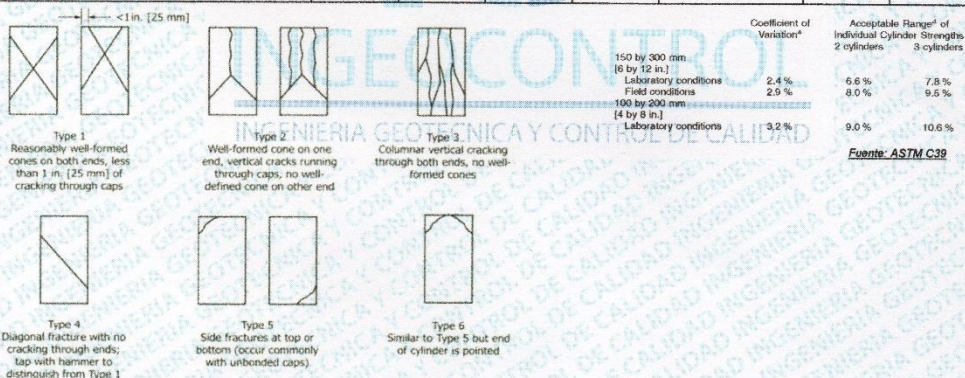 <1 in. [25 mm]
Type 1
Reasonably well-formed
cones on both ends, less
than 1 in. [25 mm] of
cracking through caps
Type 2
Well-formed cone on one
end, vertical cracks running
through caps, no well-
defined cone on other end
Type 3
Columnar vertical cracking
through both ends, no well-
formed cones
Type 4
Diagonal fracture with no
cracking through ends;
tap with hammer to
distinguish from Type 1
Type 5
Side fractures at top or
bottom (occur commonly
with unbonded caps)
Type 6
Similar to Type 5 but end
of cylinder is pointed
INGEOCONTROL
INGENIERIA GEOTECNICA Y CONTROL DE CALIDAD
Coefficient of Acceptable Range⁴ of
Variation⁴ Individual Cylinder Strengths
2 cylinders 3 cylinders
150 by 300 mm
[6 by 12 in.]
Laboratory conditions 2.4 % 6.6 % 7.8 %
Field conditions 2.9 % 8.0 % 9.5 %
100 by 200 mm
[4 by 8 in.]
Laboratory conditions 3.2 % 9.0 % 10.6 %
Fuente: ASTM C39